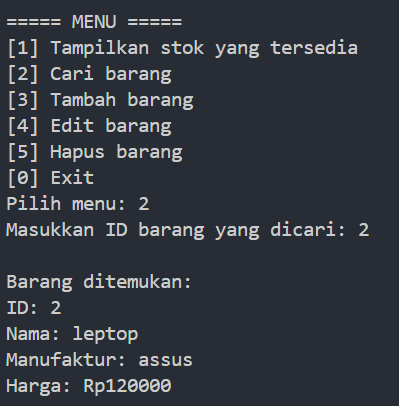 ===== MENU =====
[1] Tampilkan stok yang tersedia
[2] Cari barang
[3] Tambah barang
[4] Edit barang
[5] Hapus barang
[0] Exit
Pilih menu: 2
Masukkan ID barang yang dicari: 2
Barang ditemukan:
ID: 2
Nama: leptop
Manufaktur: assus
Harga: Rp120000